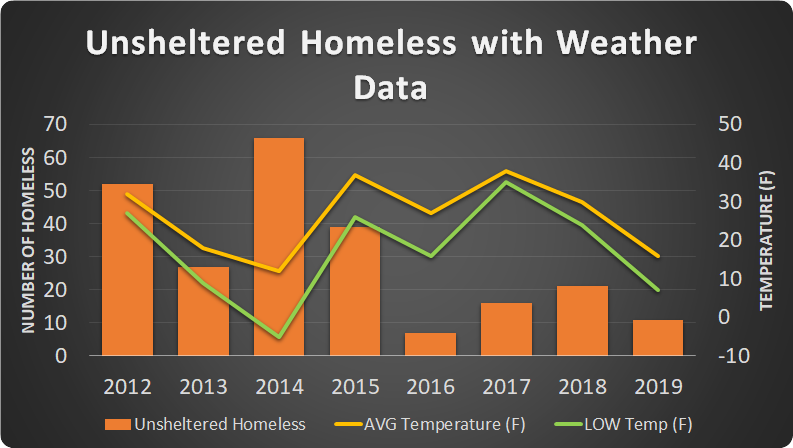 Unsheltered Homeless with Weather
Data
NUMBER OF HOMELESS
70
60
50
40
30
20
10
0
50
40
30
20
10
0
-10
TEMPERATURE (F)
2012 2013 2014 2015 2016 2017 2018 2019
Unsheltered Homeless AVG Temperature (F) LOW Temp (F)